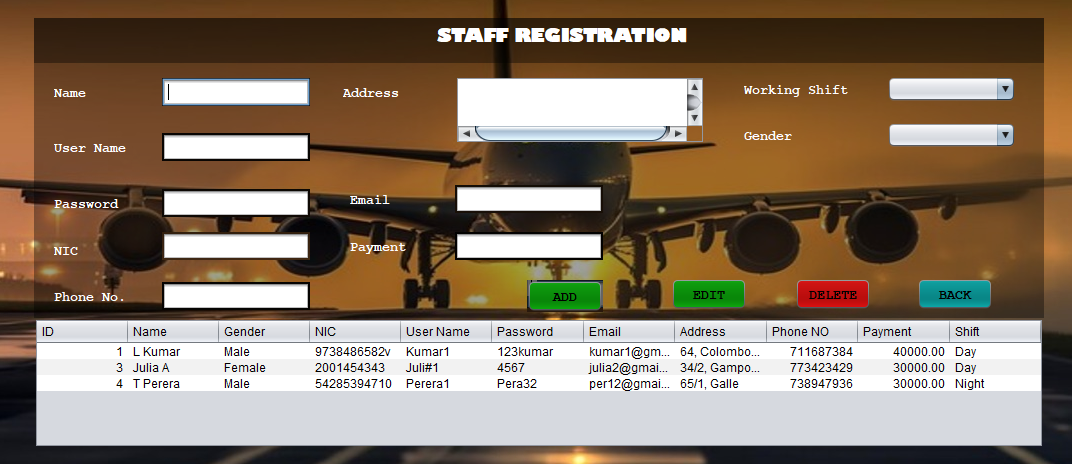 STAFF REGISTRATION
Name
Address
Working Shift
User Name
Gender
Password
Email
NIC
Payment
Phone No.
ADD
EDIT
DELETE
BACK
ID Name Gender NIC User Name Password Email Address Phone NO Payment Shift
1 L Kumar Male 9738486582v Kumar1 123kumar kumar1@gm... 64, Colombo... 711687384 40000.00 Day
3 Julia A Female 2001454343 Juli#1 4567 julia2@gmai... 34/2, Gampo... 773423429 30000.00 Day
4 T Perera Male 54285394710 Perera1 Pera32 per12@gmai... 65/1, Galle 738947936 30000.00 Night